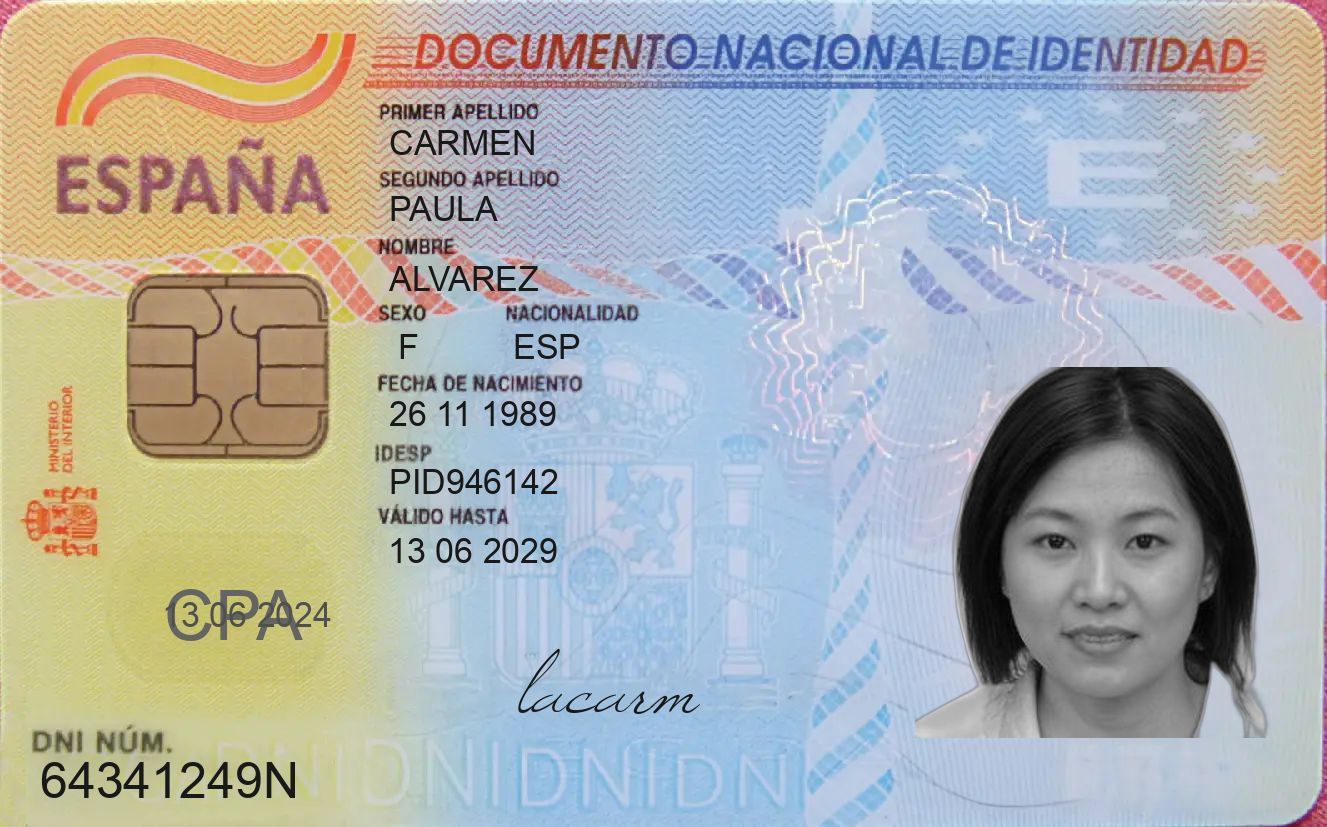 DOCUMENTO NACIONAL DE IDENTIDAD
ESPAÑA
PRIMER APELLIDO
CARMEN
SEGUNDO APELLIDO
PAULA
NOMBRE
ALVAREZ
SEXO NACIONALIDAD
F ESP
FECHA DE NACIMIENTO
26 11 1989
IDESP
PID946142
VÁLIDO HASTA
13 06 2029
MINISTERIO
DEL INTERIOR
E
CPA
13 06 2024
lacarm
DNI NÚM.
64341249N
DNIDNIDNIDNI